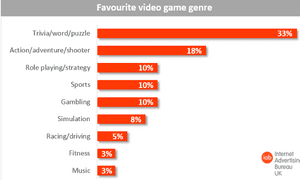 Favourite video game genre
Trivia/word/puzzle 33%
Action/adventure/shooter 18%
Role playing/strategy 10%
Sports 10%
Gambling 10%
Simulation 8%
Racing/driving 5%
Fitness 3%
Music 3%
iab
Internet
Advertising
Bureau
UK